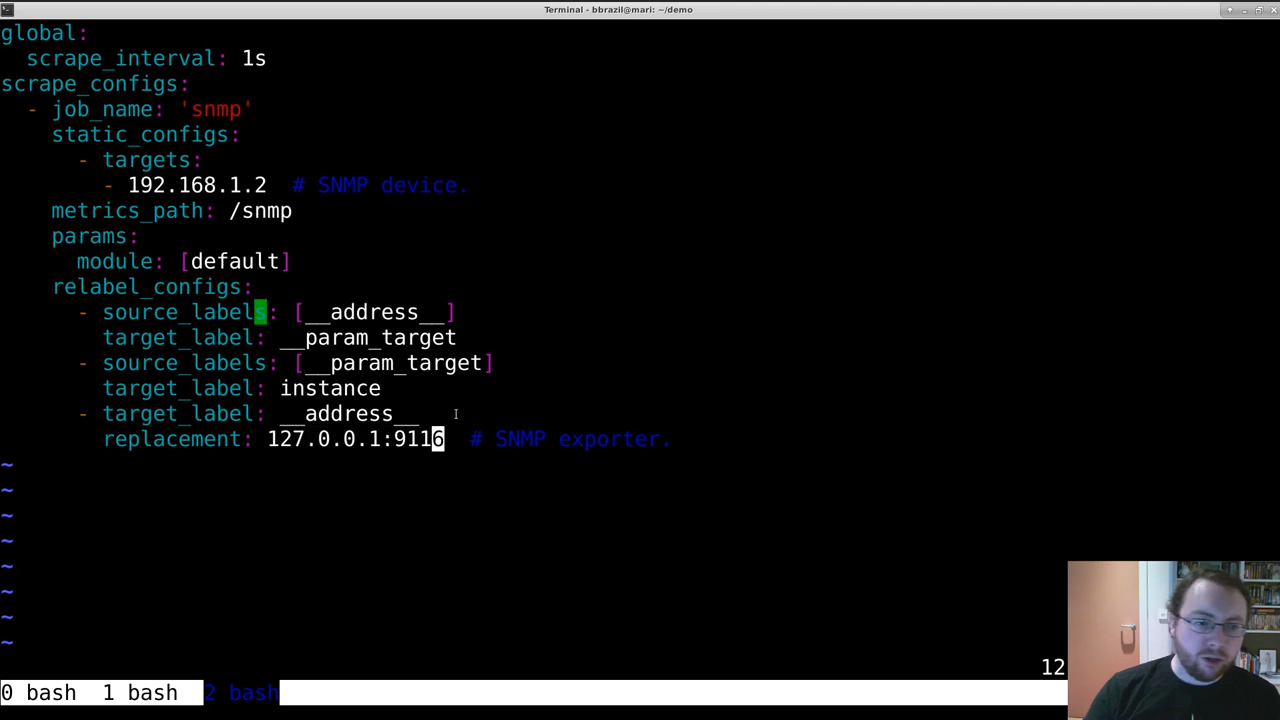 Terminal - bbrazil@mari: ~/demo
global:
  scrape_interval: 1s
scrape_configs:
  - job_name: 'snmp'
    static_configs:
      - targets:
        - 192.168.1.2  # SNMP device.
    metrics_path: /snmp
    params:
      module: [default]
    relabel_configs:
      - source_labels: [__address__]
        target_label: __param_target
      - source_labels: [__param_target]
        target_label: instance
      - target_label: __address__
        replacement: 127.0.0.1:9116  # SNMP exporter.
~
~
~
~
~
~
~
~
12
0 bash  1 bash  2 bash